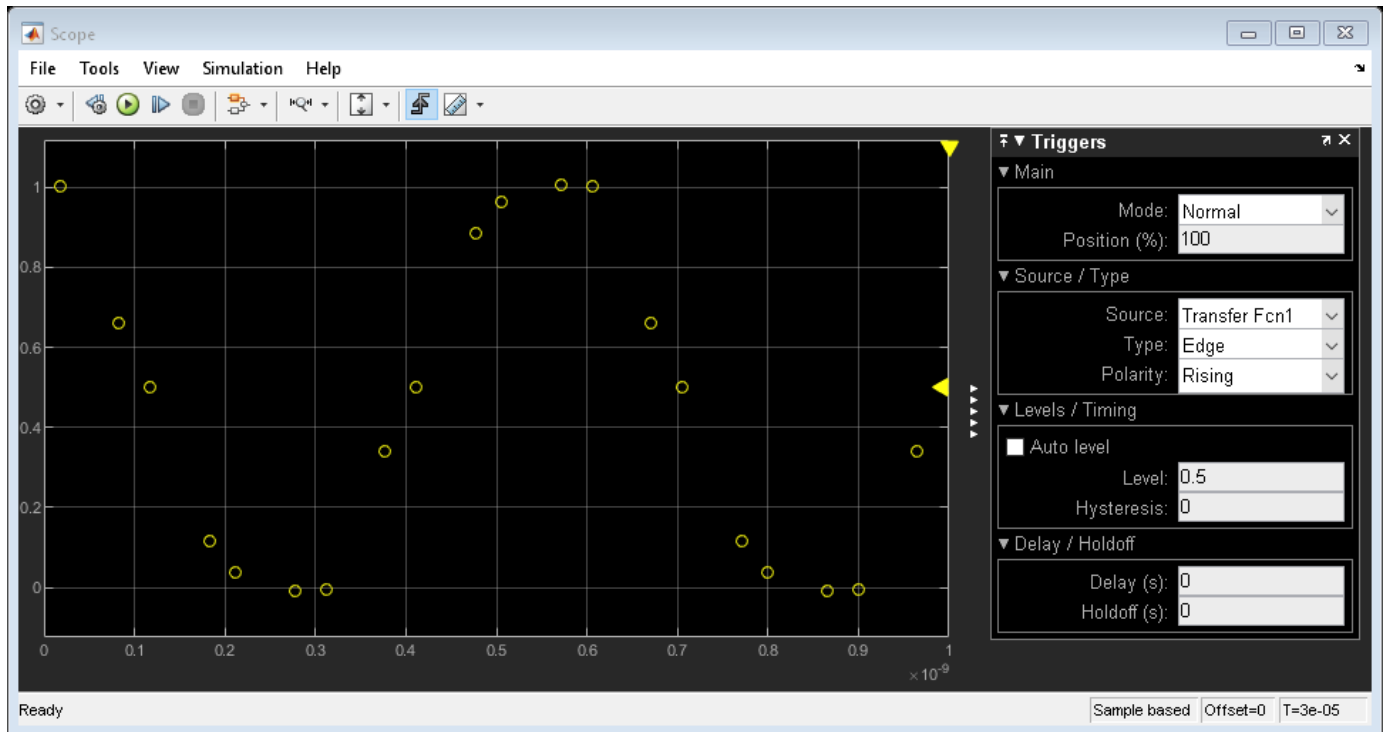 Scope
File Tools View Simulation Help
Triggers
Main
Mode: Normal
Position (%): 100
Source / Type
Source: Transfer Fcn1
Type: Edge
Polarity: Rising
Levels / Timing
Auto level
Level: 0.5
Hysteresis: 0
Delay / Holdoff
Delay (s): 0
Holdoff (s): 0
1
0.8
0.6
0.4
0.2
0
0 0.1 0.2 0.3 0.4 0.5 0.6 0.7 0.8 0.9 1
×10⁻⁹
Ready Sample based Offset=0 T=3e-05